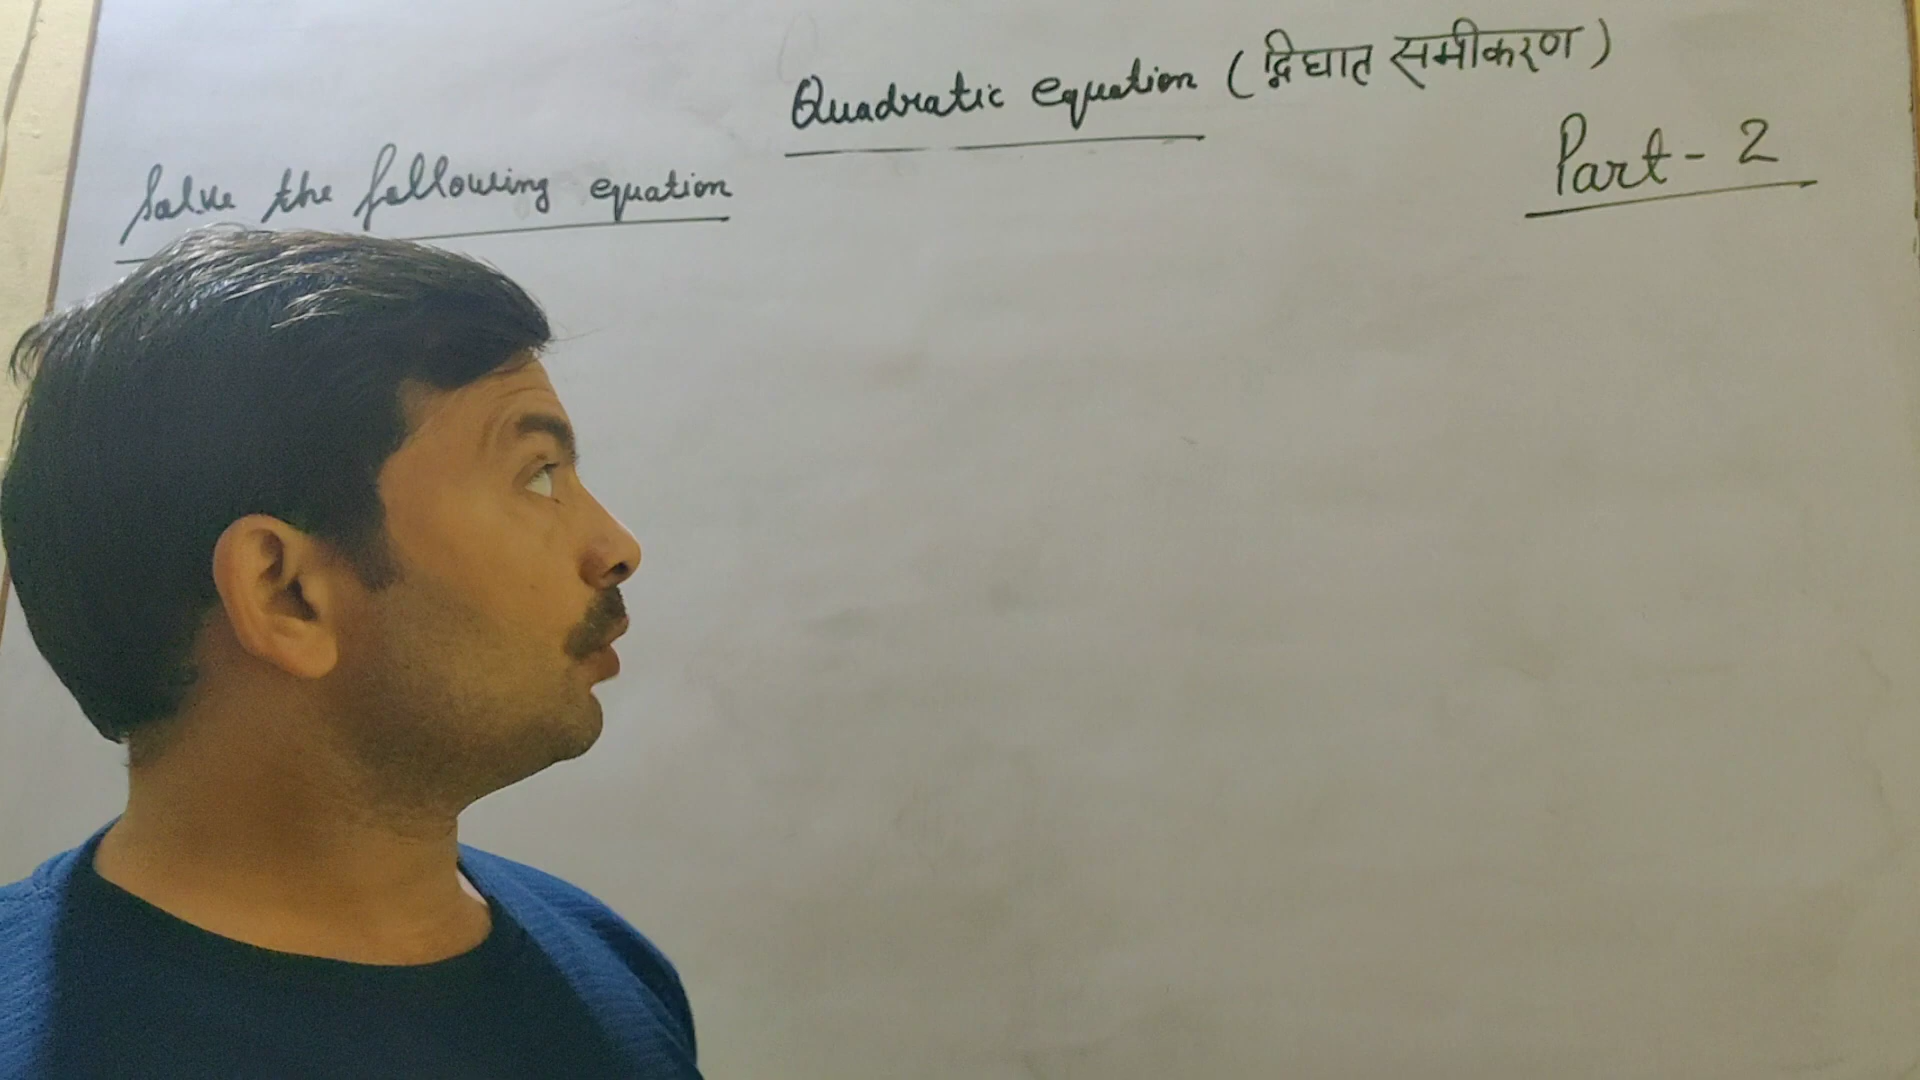 Quadratic equation (द्विघात समीकरण)
Part - 2
Solve the following equation